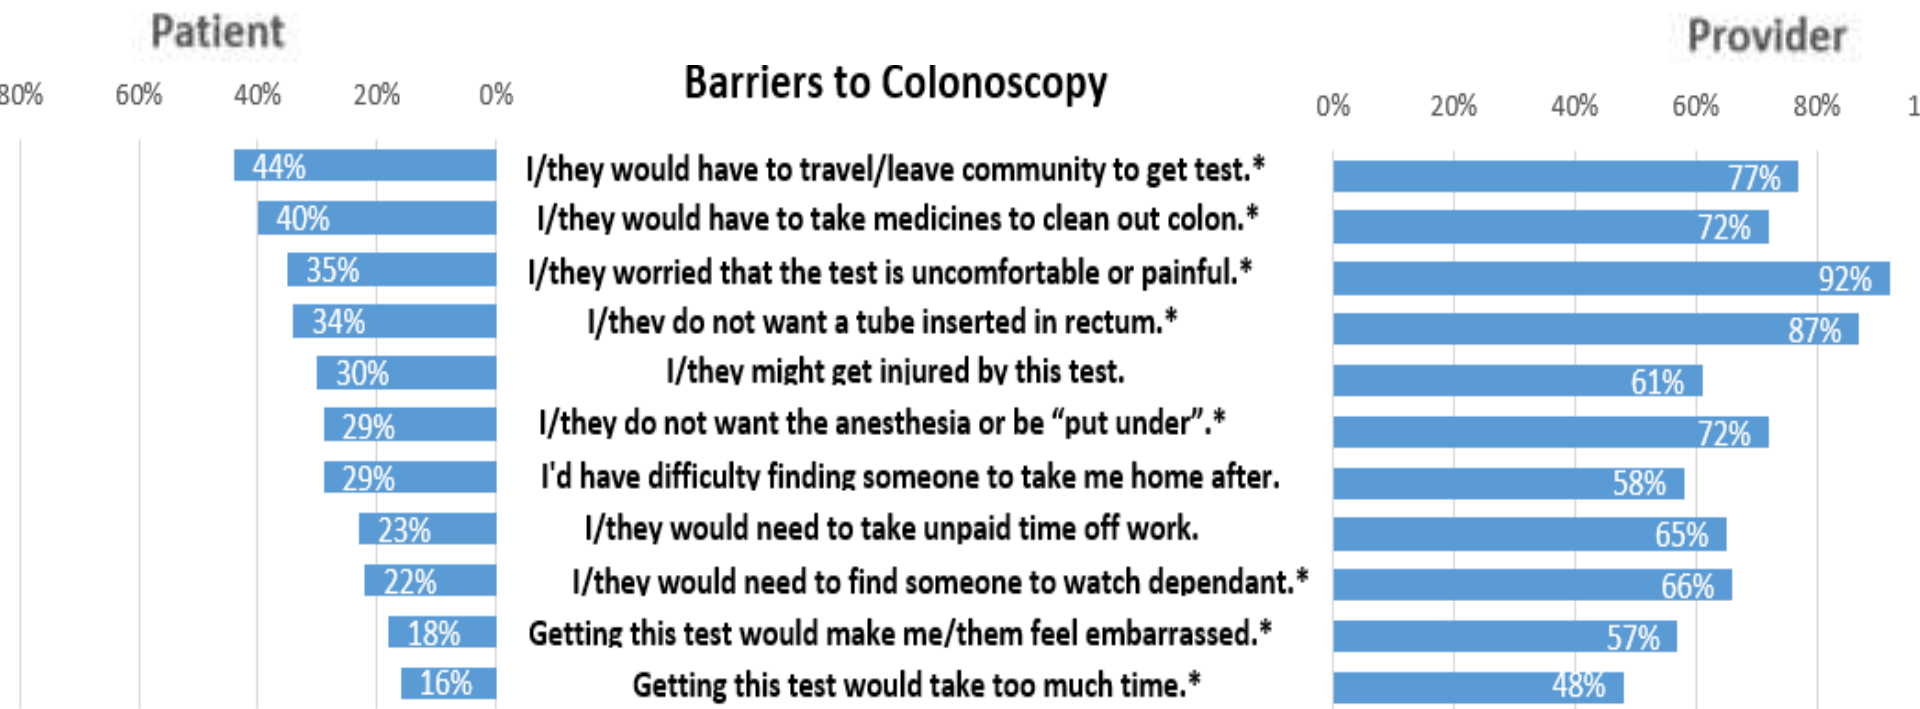 Patient
Provider
Barriers to Colonoscopy
80% 60% 40% 20% 0%
0% 20% 40% 60% 80% 1
44% I/they would have to travel/leave community to get test.* 77%
40% I/they would have to take medicines to clean out colon.* 72%
35% I/they worried that the test is uncomfortable or painful.* 92%
34% I/they do not want a tube inserted in rectum.* 87%
30% I/they might get injured by this test. 61%
29% I/they do not want the anesthesia or be “put under”.* 72%
29% I'd have difficulty finding someone to take me home after. 58%
23% I/they would need to take unpaid time off work. 65%
22% I/they would need to find someone to watch dependant.* 66%
18% Getting this test would make me/them feel embarrassed.* 57%
16% Getting this test would take too much time.* 48%